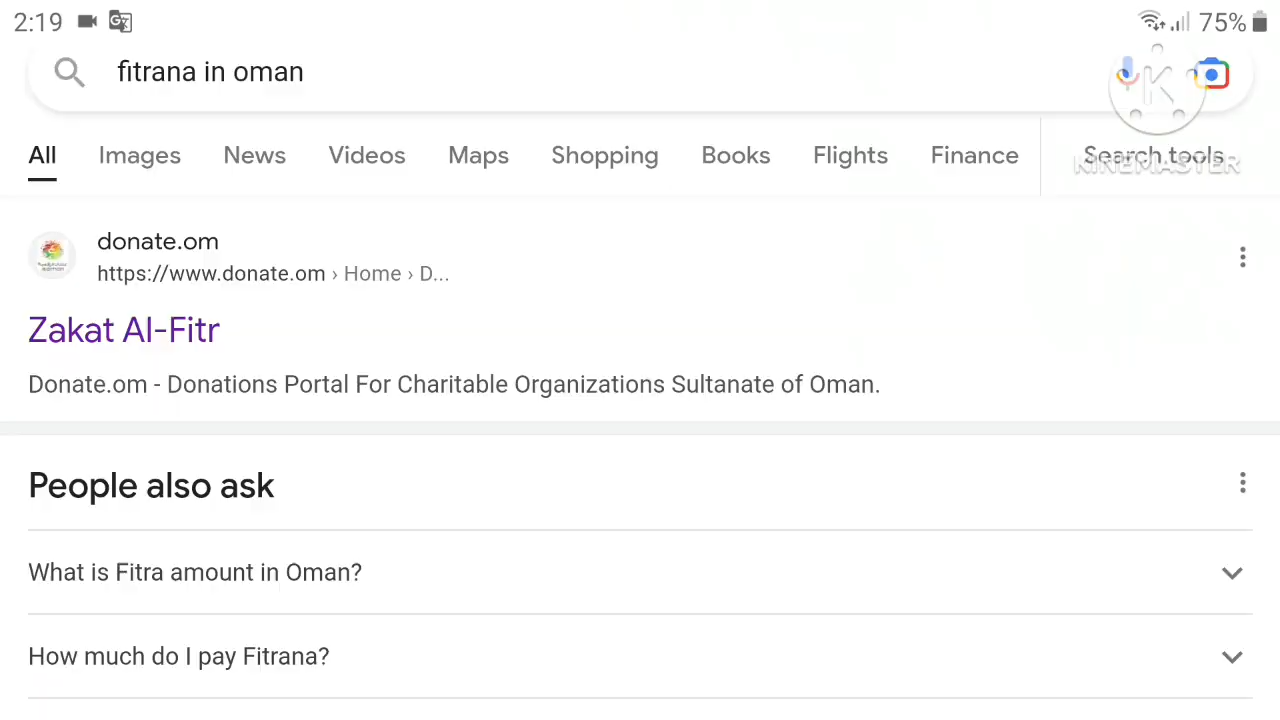 2:19 75%
fitrana in oman
All Images News Videos Maps Shopping Books Flights Finance Search tools
KINEMASTER
donate.om
https://www.donate.om › Home › D...
Zakat Al-Fitr
Donate.om - Donations Portal For Charitable Organizations Sultanate of Oman.
People also ask
What is Fitra amount in Oman?
How much do I pay Fitrana?